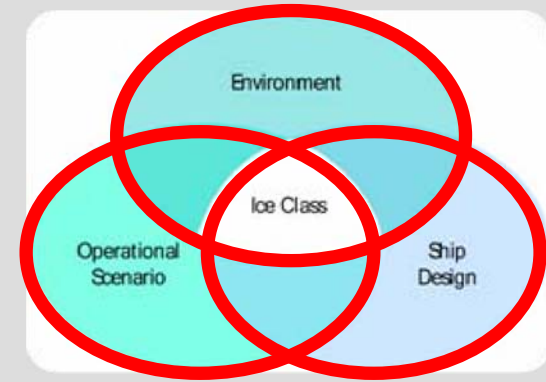 Environment
Ice Class
Operational
Scenario
Ship
Design